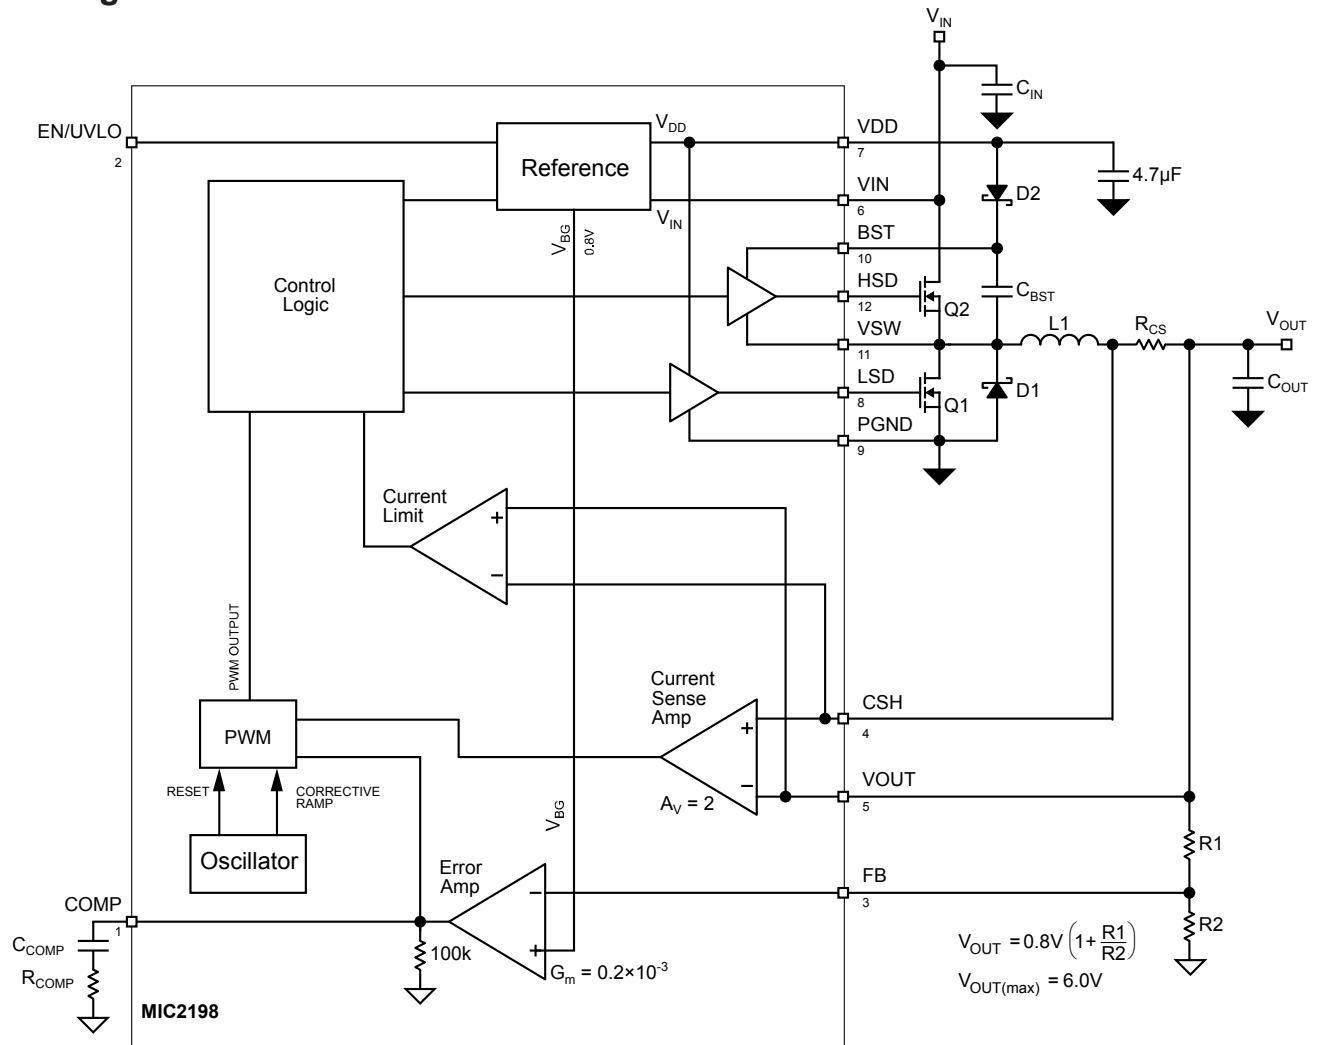 V_IN
C_IN
EN/UVLO
2
Reference
V_DD
V_IN
V_BG
0.8V
VDD
7
4.7µF
VIN
6
D2
BST
10
HSD
12
Q2
C_BST
VSW
11
L1
R_CS
V_OUT
C_OUT
LSD
8
Q1
D1
PGND
9
Control
Logic
Current
Limit
+
−
PWM OUTPUT
Current
Sense
Amp
+
−
A_V = 2
CSH
4
VOUT
5
PWM
RESET
CORRECTIVE
RAMP
Oscillator
V_BG
R1
Error
Amp
−
+
G_m = 0.2×10^-3
FB
3
R2
COMP
1
100k
C_COMP
R_COMP
MIC2198
V_OUT = 0.8V (1+ R1/R2)
V_OUT(max) = 6.0V